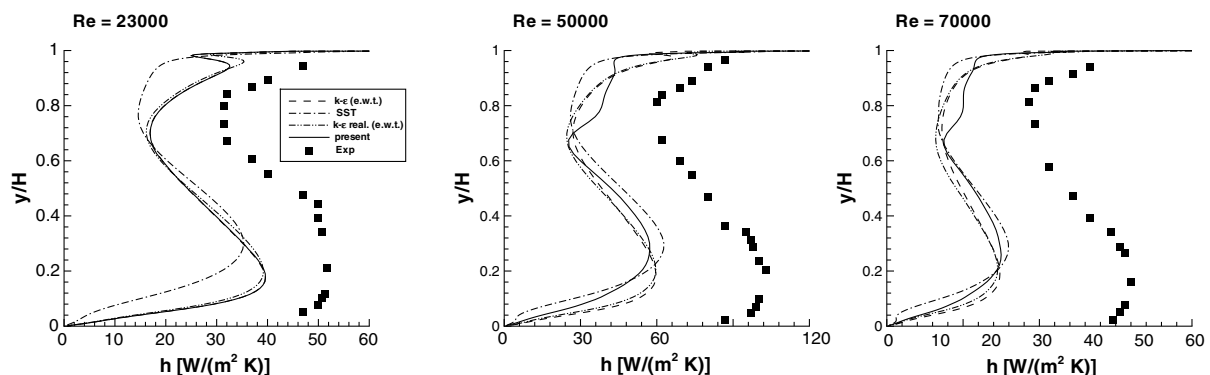 Re = 23000
1
0.8
0.6
0.4
0.2
0
y/H
0 10 20 30 40 50 60
h [W/(m² K)]
k-ε (e.w.t.)
SST
k-ε real. (e.w.t.)
present
Exp
Re = 50000
1
0.8
0.6
0.4
0.2
0
y/H
0 30 60 120
h [W/(m² K)]
Re = 70000
1
0.8
0.6
0.4
0.2
0
y/H
0 10 20 30 40 60
h [W/(m² K)]